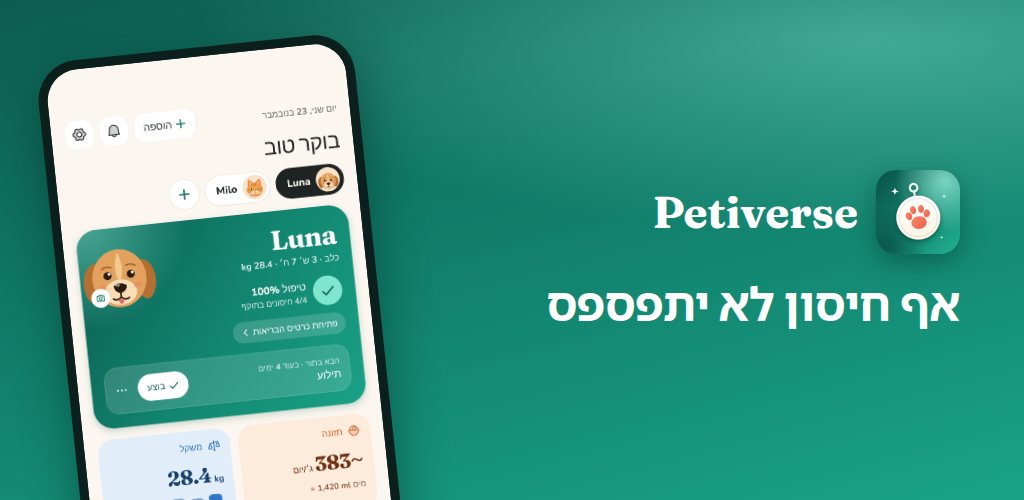 Petiverse
אף חיסון לא יתפספס
יום שני, 23 בנובמבר
+ הוספה
בוקר טוב
Luna
Milo
+
Luna
כלב · 3 ש׳ 7 ח׳ · 28.4 kg
טיפול 100%
4/4 חיסונים בתוקף
פתיחת כרטיס הבריאות
הבא בתור · בעוד 4 ימים
תילוע
בוצע
תזונה
~383 ג׳/יום
מים 1,420 ml ≈
משקל
28.4 kg